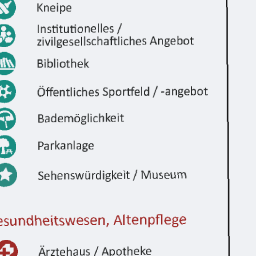 Kneipe
Institutionelles /
zivilgesellschaftliches Angebot
Bibliothek
Öffentliches Sportfeld / -angebot
Bademöglichkeit
Parkanlage
Sehenswürdigkeit / Museum
esundheitswesen, Altenpflege
Ärztehaus / Apotheke